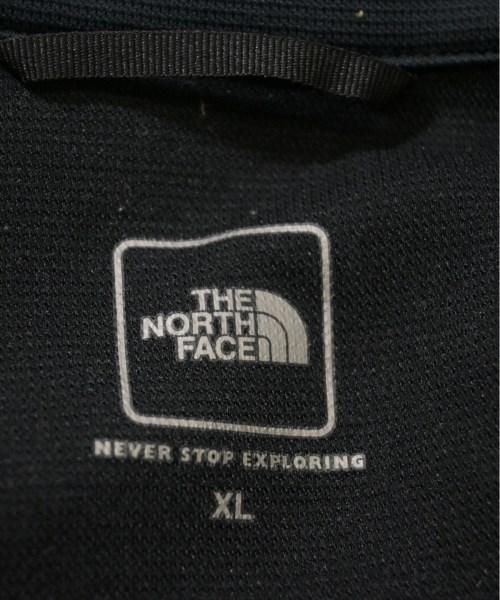 THE
NORTH
FACE
NEVER STOP EXPLORING
XL